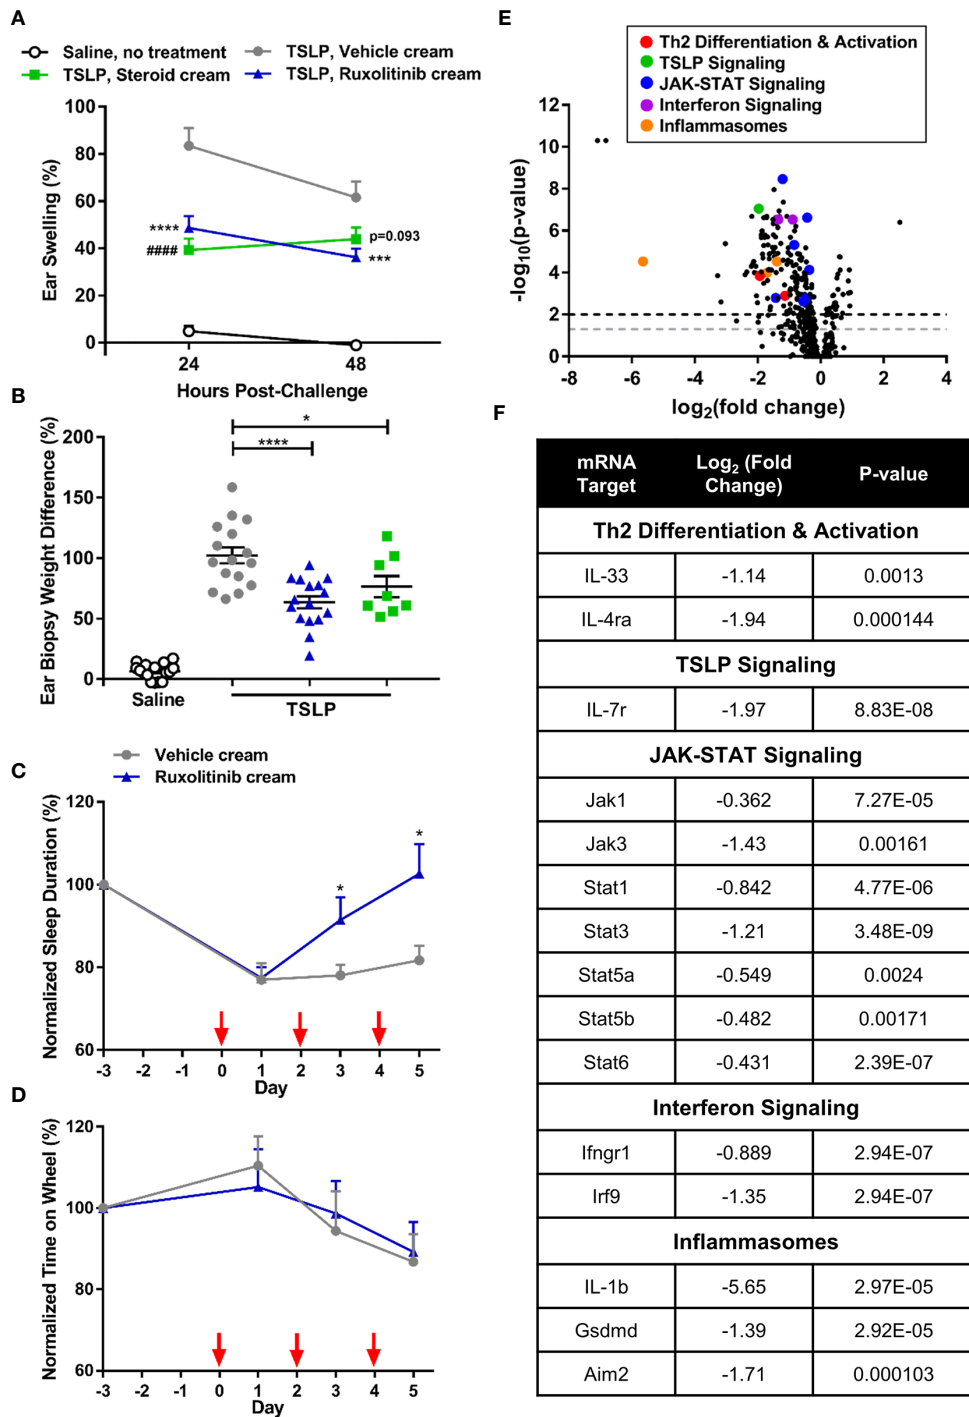 A
Saline, no treatment
TSLP, Vehicle cream
TSLP, Steroid cream
TSLP, Ruxolitinib cream
Ear Swelling (%)
100
80
60
40
20
0
****
####
p=0.093
***
24
48
Hours Post-Challenge
B
Ear Biopsy Weight Difference (%)
200
150
100
50
0
*
****
Saline
TSLP
Vehicle cream
Ruxolitinib cream
C
Normalized Sleep Duration (%)
120
100
80
60
*
*
-3 -2 -1 0 1 2 3 4 5
Day
D
Normalized Time on Wheel (%)
120
100
80
60
-3 -2 -1 0 1 2 3 4 5
Day
E
Th2 Differentiation & Activation
TSLP Signaling
JAK-STAT Signaling
Interferon Signaling
Inflammasomes
-log10(p-value)
12
10
8
6
4
2
0
-8 -6 -4 -2 0 2 4
log2(fold change)
F
mRNA Target Log2 (Fold Change) P-value
Th2 Differentiation & Activation
IL-33 -1.14 0.0013
IL-4ra -1.94 0.000144
TSLP Signaling
IL-7r -1.97 8.83E-08
JAK-STAT Signaling
Jak1 -0.362 7.27E-05
Jak3 -1.43 0.00161
Stat1 -0.842 4.77E-06
Stat3 -1.21 3.48E-09
Stat5a -0.549 0.0024
Stat5b -0.482 0.00171
Stat6 -0.431 2.39E-07
Interferon Signaling
Ifngr1 -0.889 2.94E-07
Irf9 -1.35 2.94E-07
Inflammasomes
IL-1b -5.65 2.97E-05
Gsdmd -1.39 2.92E-05
Aim2 -1.71 0.000103